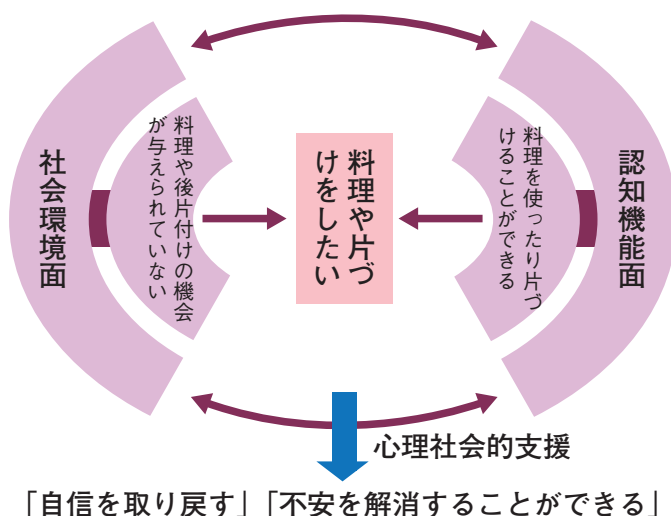 社会環境面
料理や後片付けの機会
が与えられていない
料理や片づ
けをしたい
料理を使ったり片づ
けることができる
認知機能面
心理社会的支援
「自信を取り戻す」「不安を解消することができる」